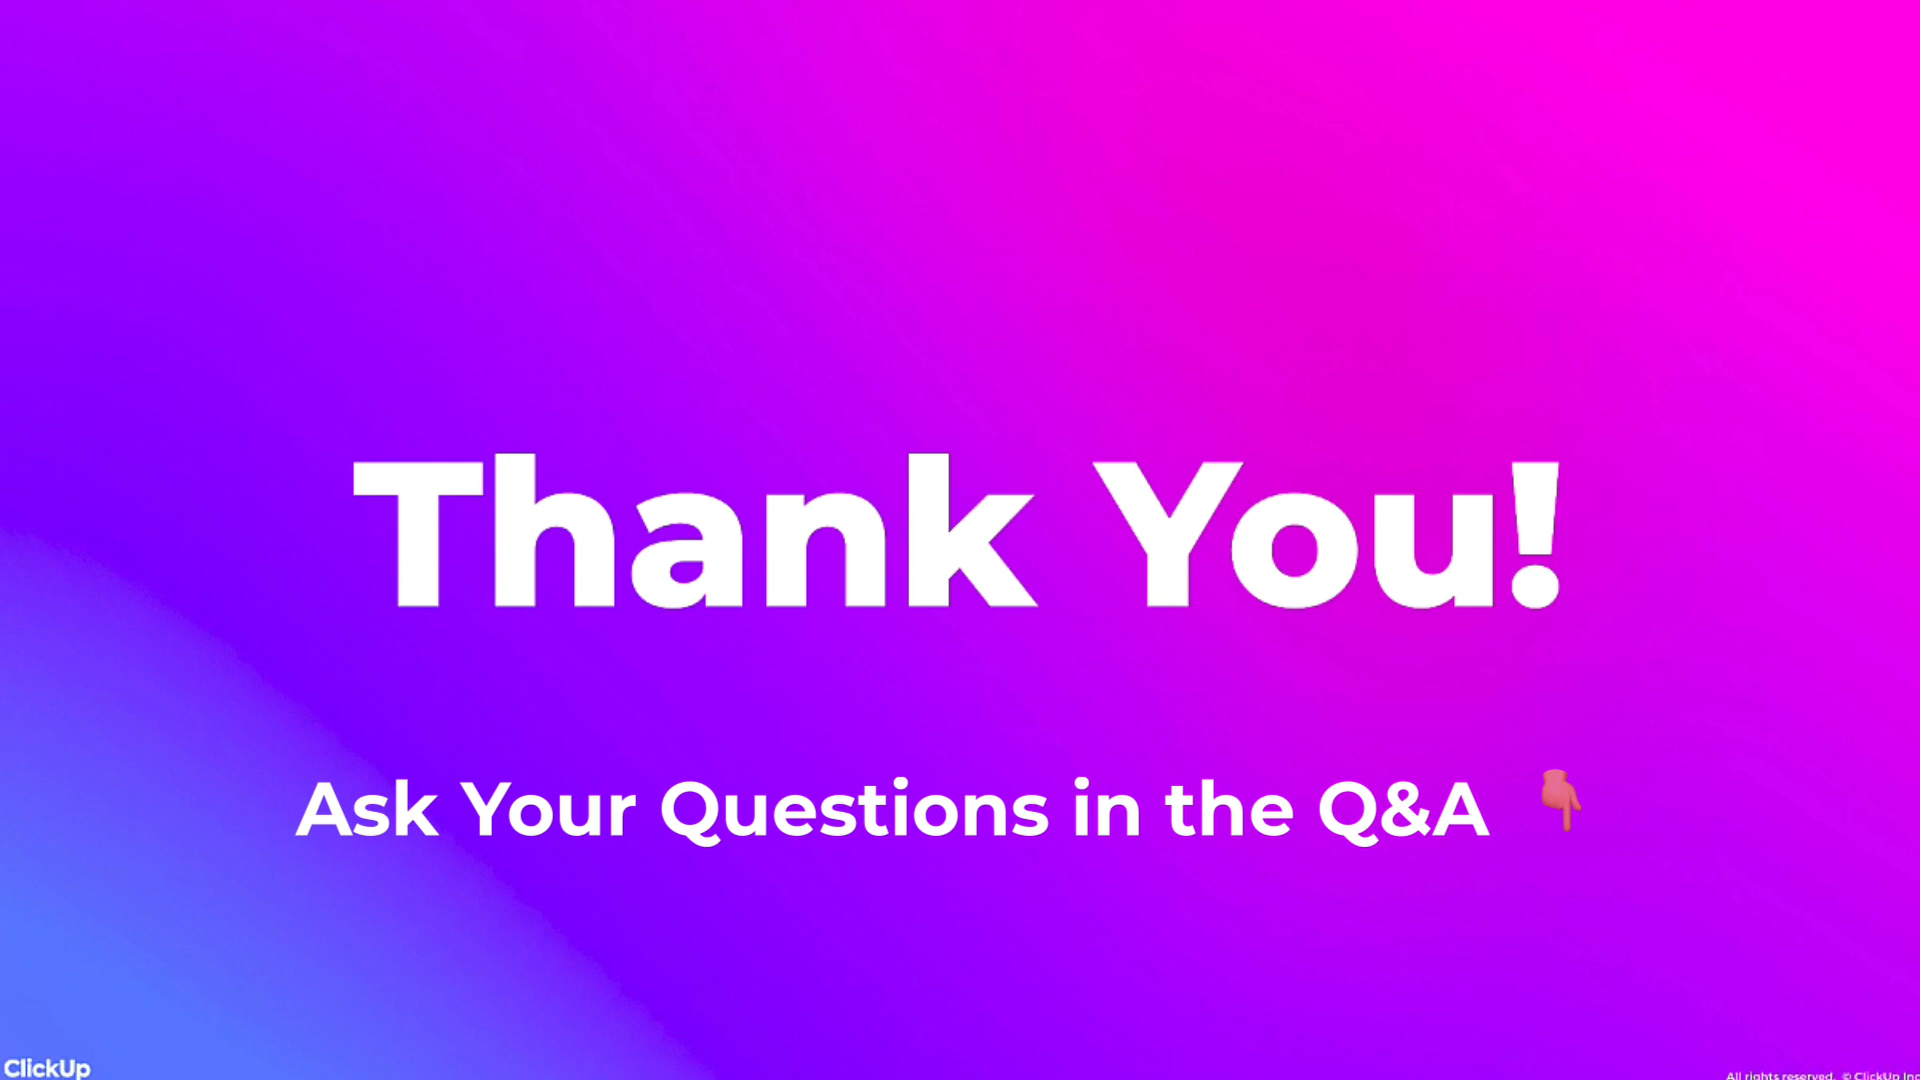 Thank You!
Ask Your Questions in the Q&A 👇
ClickUp
All rights reserved. © ClickUp Inc